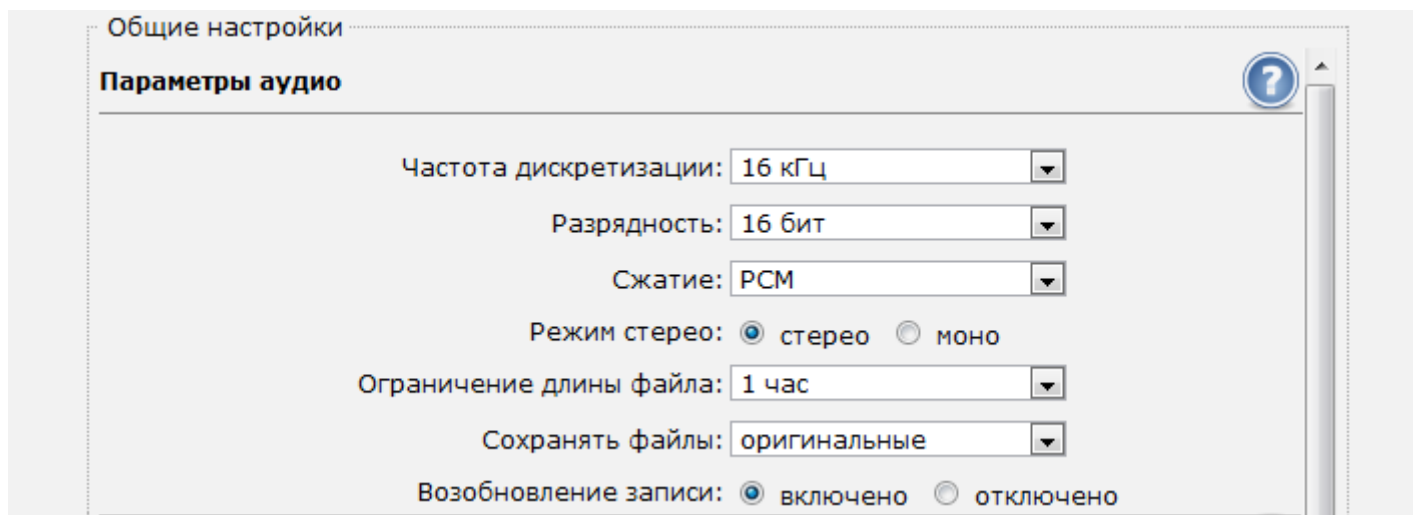 Общие настройки
Параметры аудио
?
Частота дискретизации: 16 кГц
Разрядность: 16 бит
Сжатие: PCM
Режим стерео: стерео моно
Ограничение длины файла: 1 час
Сохранять файлы: оригинальные
Возобновление записи: включено отключено